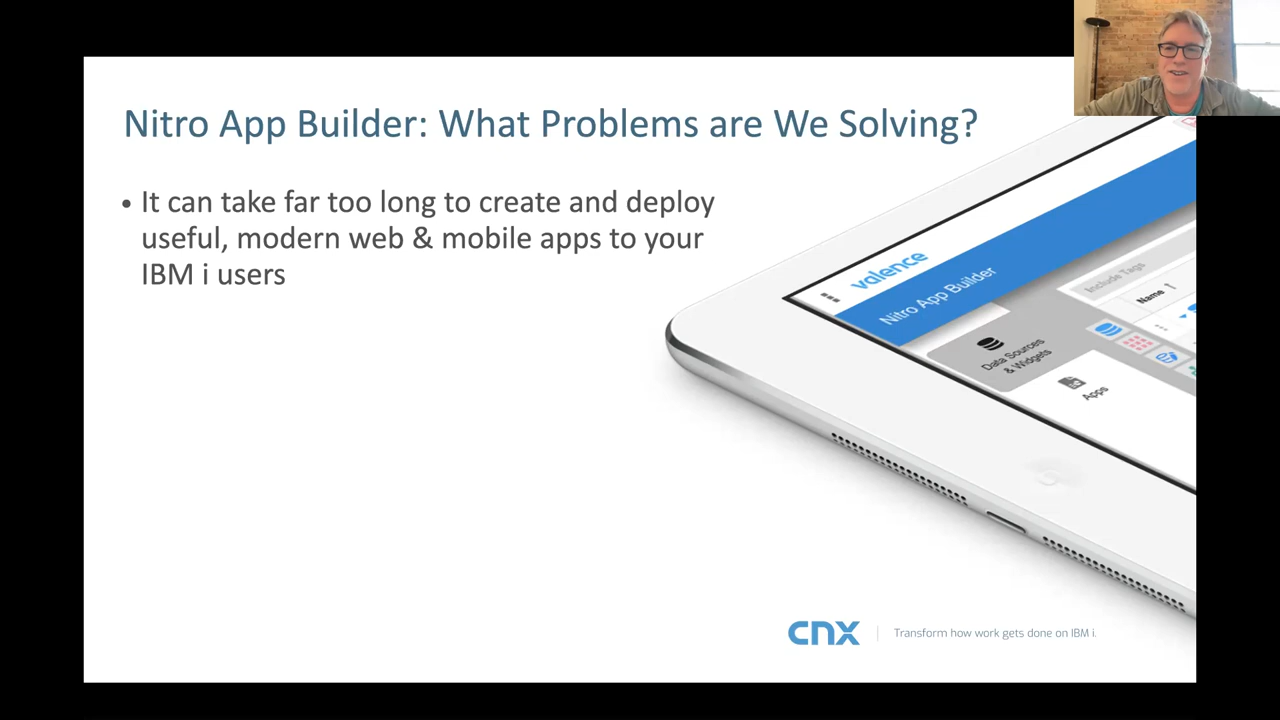 Nitro App Builder: What Problems are We Solving?
• It can take far too long to create and deploy
useful, modern web & mobile apps to your
IBM i users
valence
Nitro App Builder
Include Tags
Name
Data Sources
& Widgets
Apps
CNX
Transform how work gets done on IBM i.